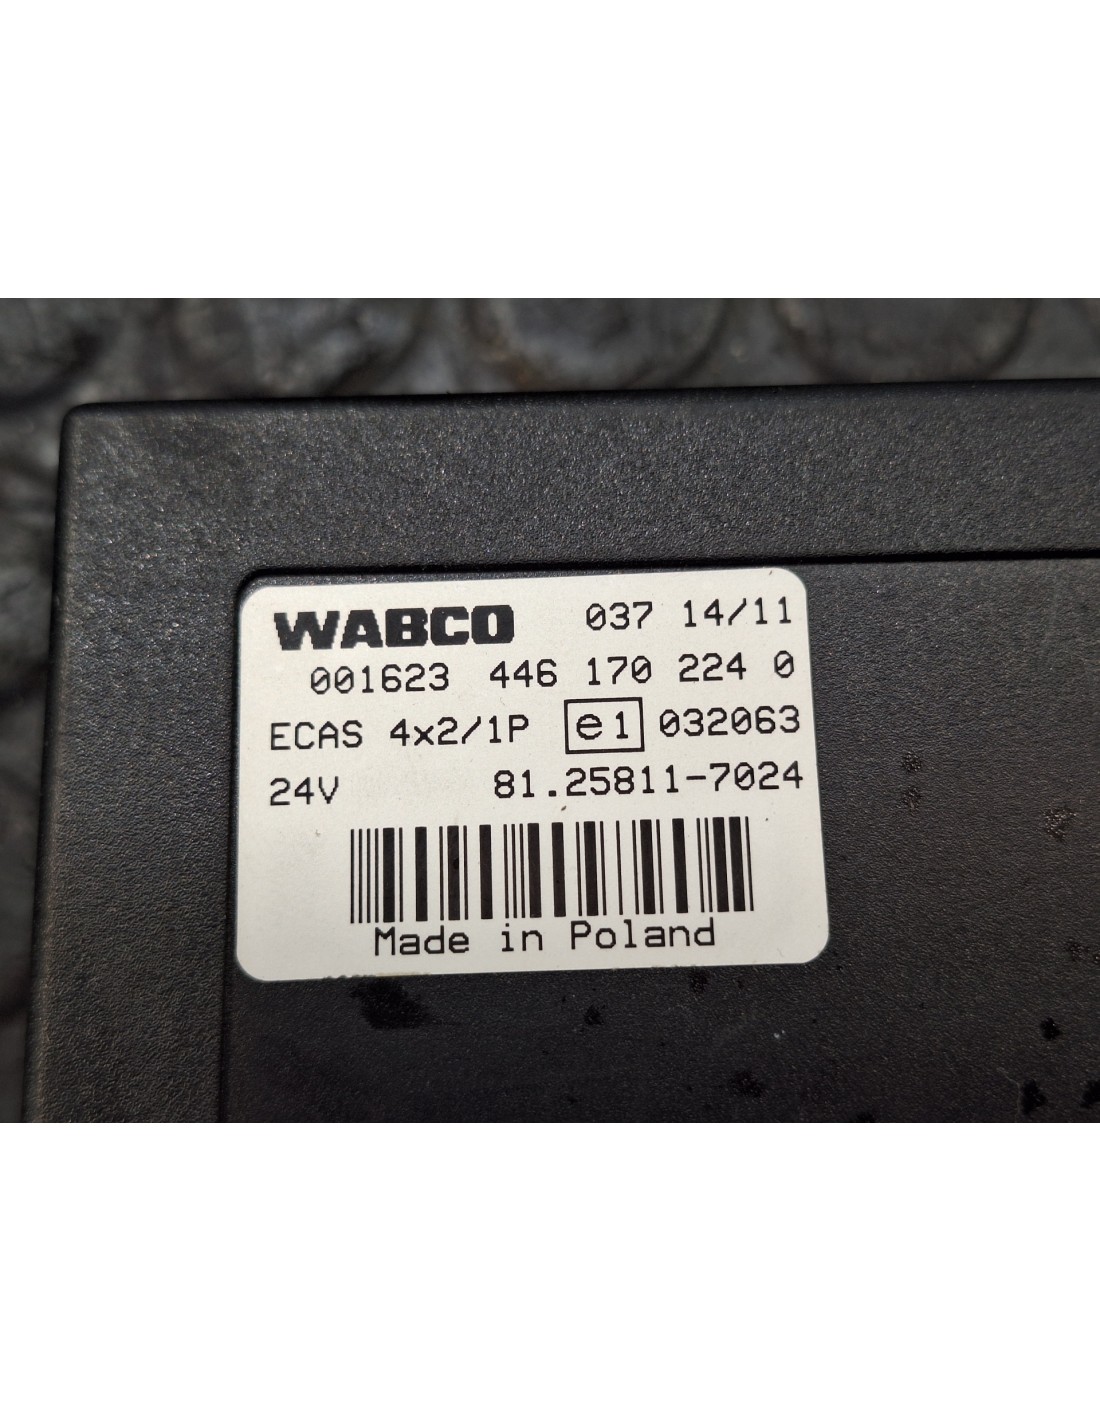 WABCO 037 14/11
001623 446 170 224 0
ECAS 4x2/1P e1 032063
24V 81.25811-7024
Made in Poland